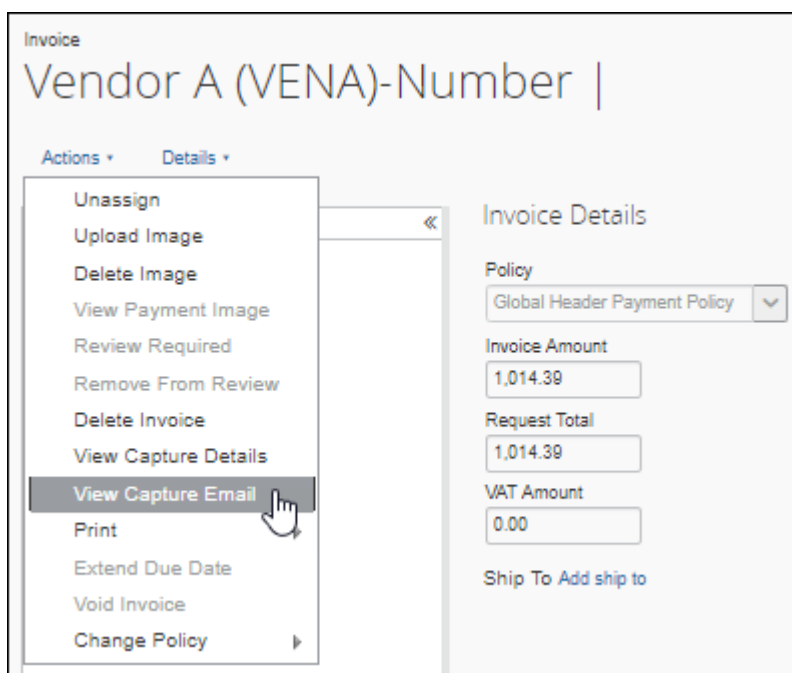 Invoice
Vendor A (VENA)-Number |
Actions Details
Unassign
Upload Image
Delete Image
View Payment Image
Review Required
Remove From Review
Delete Invoice
View Capture Details
View Capture Email
Print
Extend Due Date
Void Invoice
Change Policy
Invoice Details
Policy
Global Header Payment Policy
Invoice Amount
1,014.39
Request Total
1,014.39
VAT Amount
0.00
Ship To Add ship to